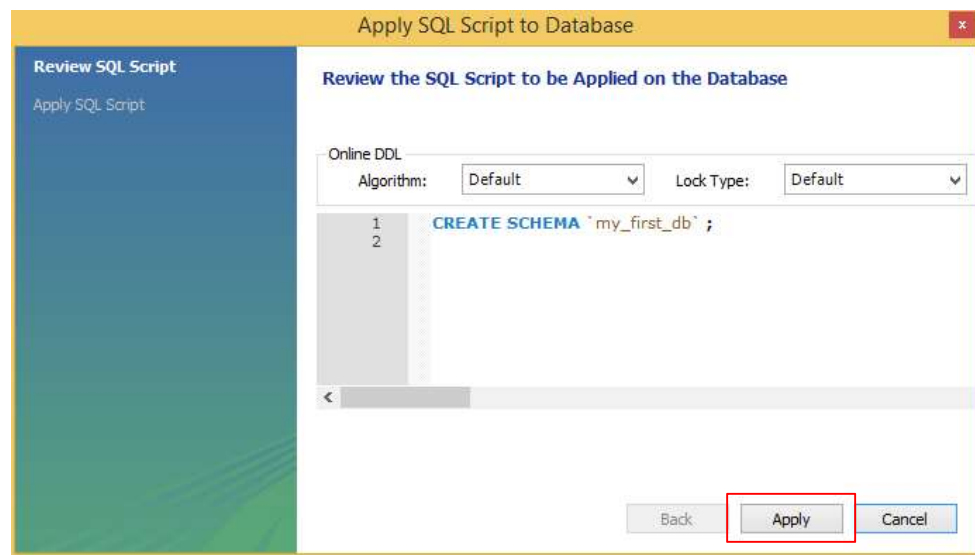 Apply SQL Script to Database
x
Review SQL Script
Apply SQL Script
Review the SQL Script to be Applied on the Database
Online DDL
Algorithm: Default Lock Type: Default
1 CREATE SCHEMA `my_first_db` ;
2
Back Apply Cancel